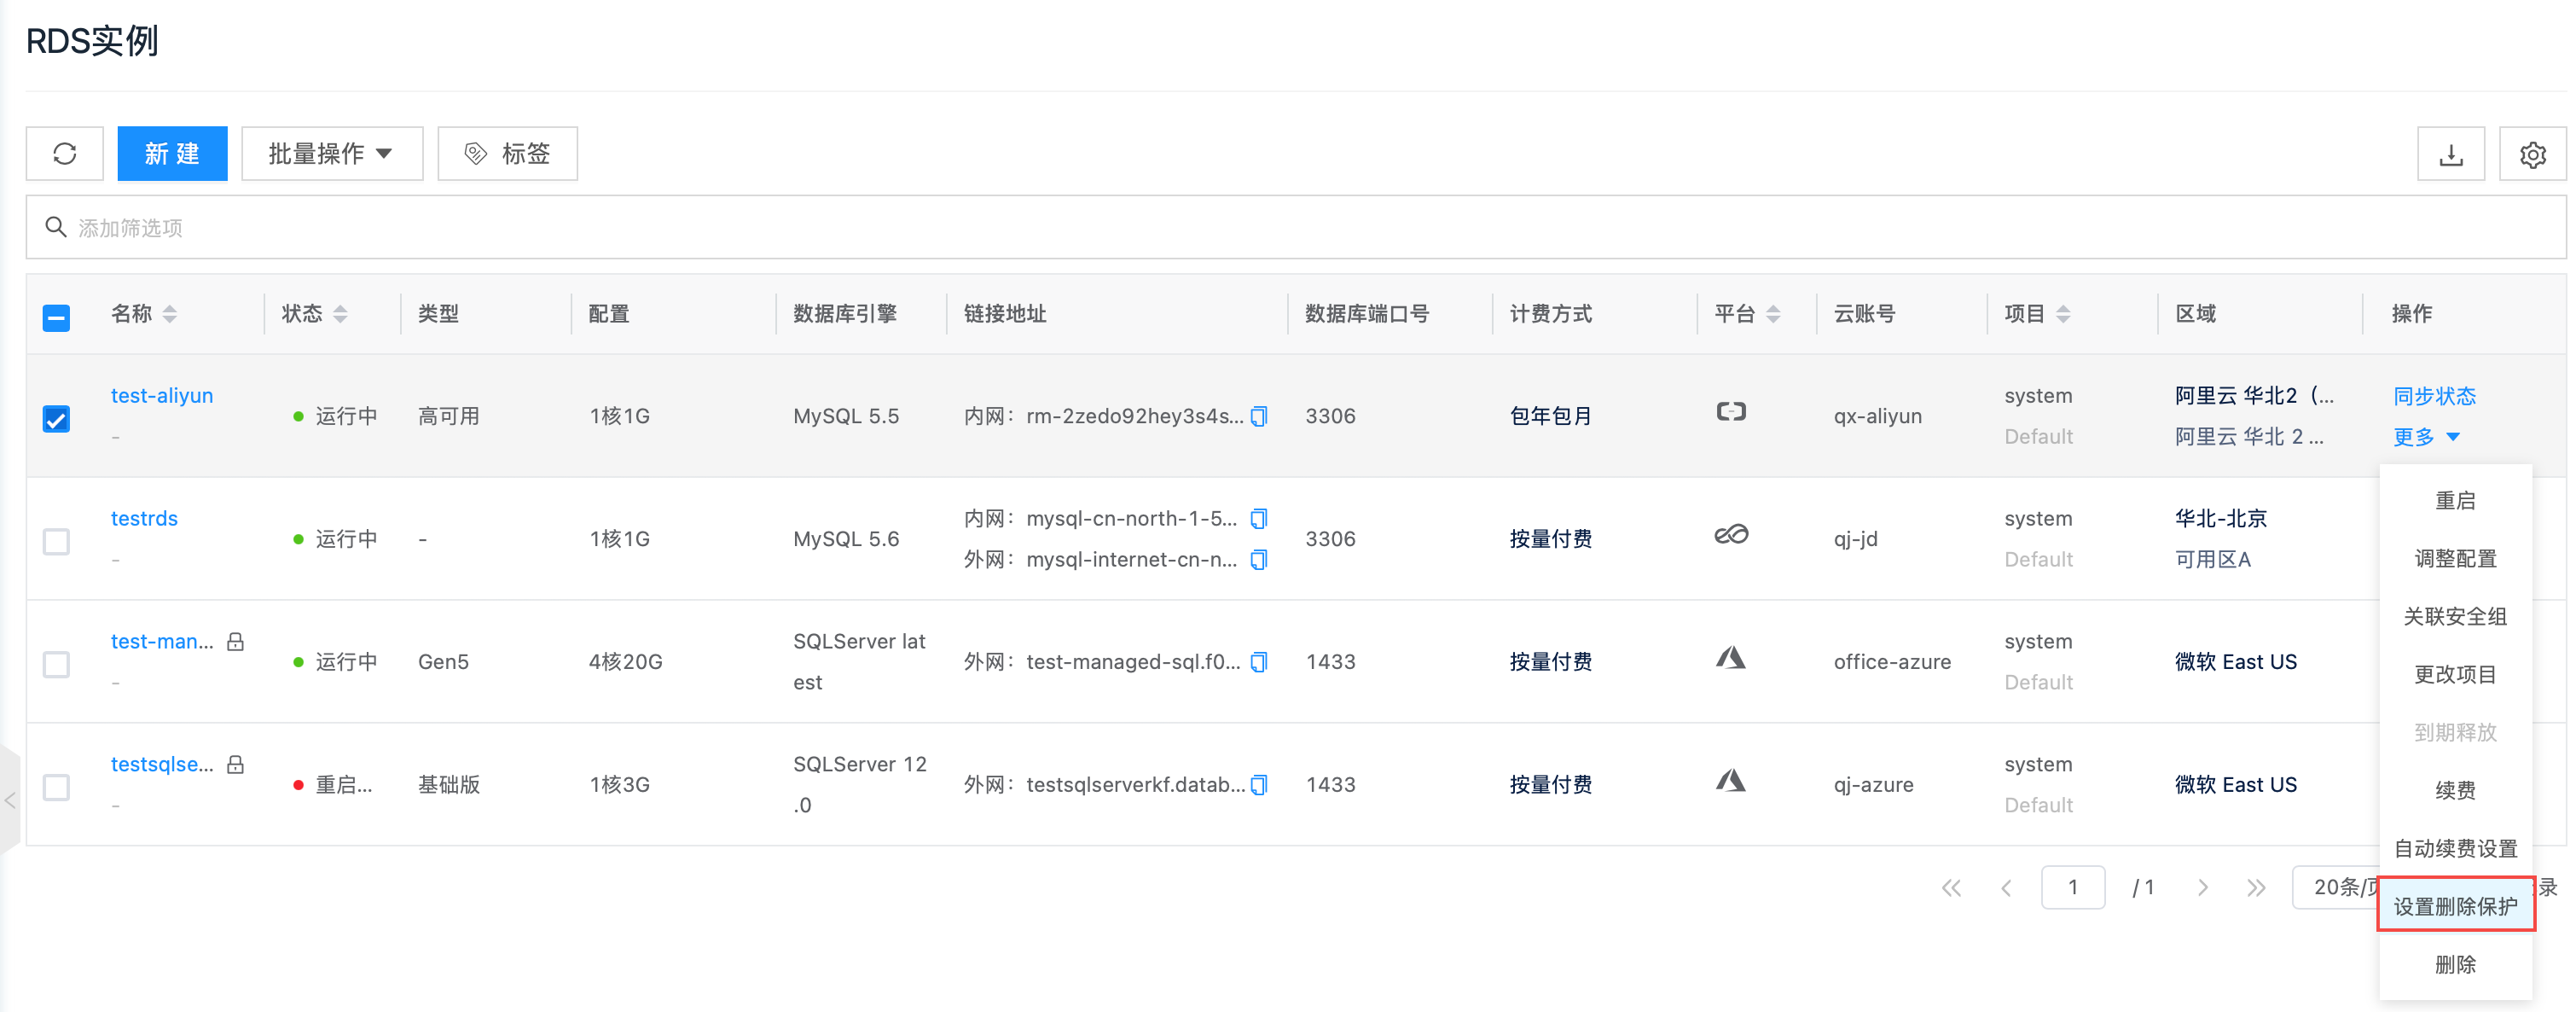 RDS实例
新 建
批量操作
标签
添加筛选项
名称 状态 类型 配置 数据库引擎 链接地址 数据库端口号 计费方式 平台 云账号 项目 区域 操作
test-aliyun
-
运行中
高可用
1核1G
MySQL 5.5
内网：rm-2zedo92hey3s4s...
3306
包年包月
qx-aliyun
system
Default
阿里云 华北2（...
阿里云 华北 2 ...
同步状态
更多
testrds
-
运行中
-
1核1G
MySQL 5.6
内网：mysql-cn-north-1-5...
外网：mysql-internet-cn-n...
3306
按量付费
qj-jd
system
Default
华北-北京
可用区A
test-man...
-
运行中
Gen5
4核20G
SQLServer lat
est
外网：test-managed-sql.f0...
1433
按量付费
office-azure
system
Default
微软 East US
testsqlse...
-
重启...
基础版
1核3G
SQLServer 12
.0
外网：testsqlserverkf.datab...
1433
按量付费
qj-azure
system
Default
微软 East US
重启
调整配置
关联安全组
更改项目
到期释放
续费
自动续费设置
设置删除保护
删除
1 / 1
20条/页
录